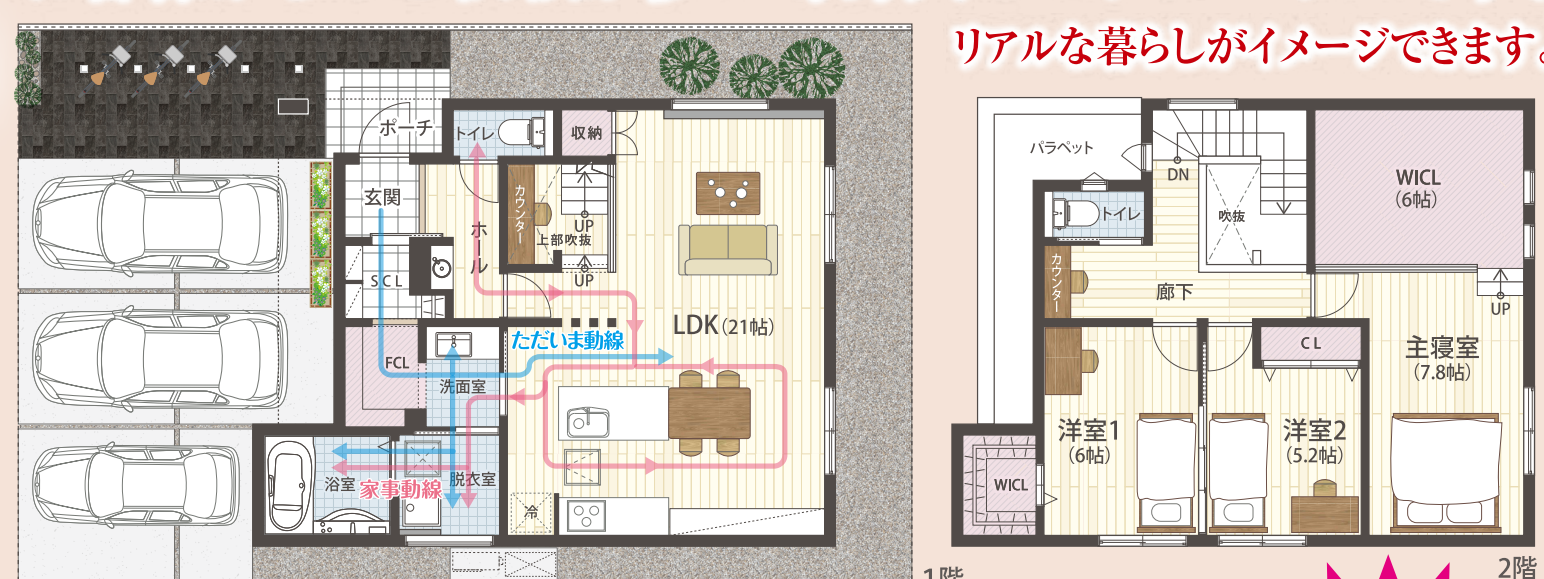 リアルな暮らしがイメージできます。
ポーチ
トイレ
収納
玄関
ホール
カウンター
UP
上部吹抜
UP
SCL
LDK(21帖)
ただいま動線
FCL
洗面室
浴室
家事動線
脱衣室
冷
1階
パラペット
DN
吹抜
WICL
(6帖)
トイレ
カウンター
廊下
UP
CL
主寝室
(7.8帖)
洋室1
(6帖)
洋室2
(5.2帖)
WICL
2階